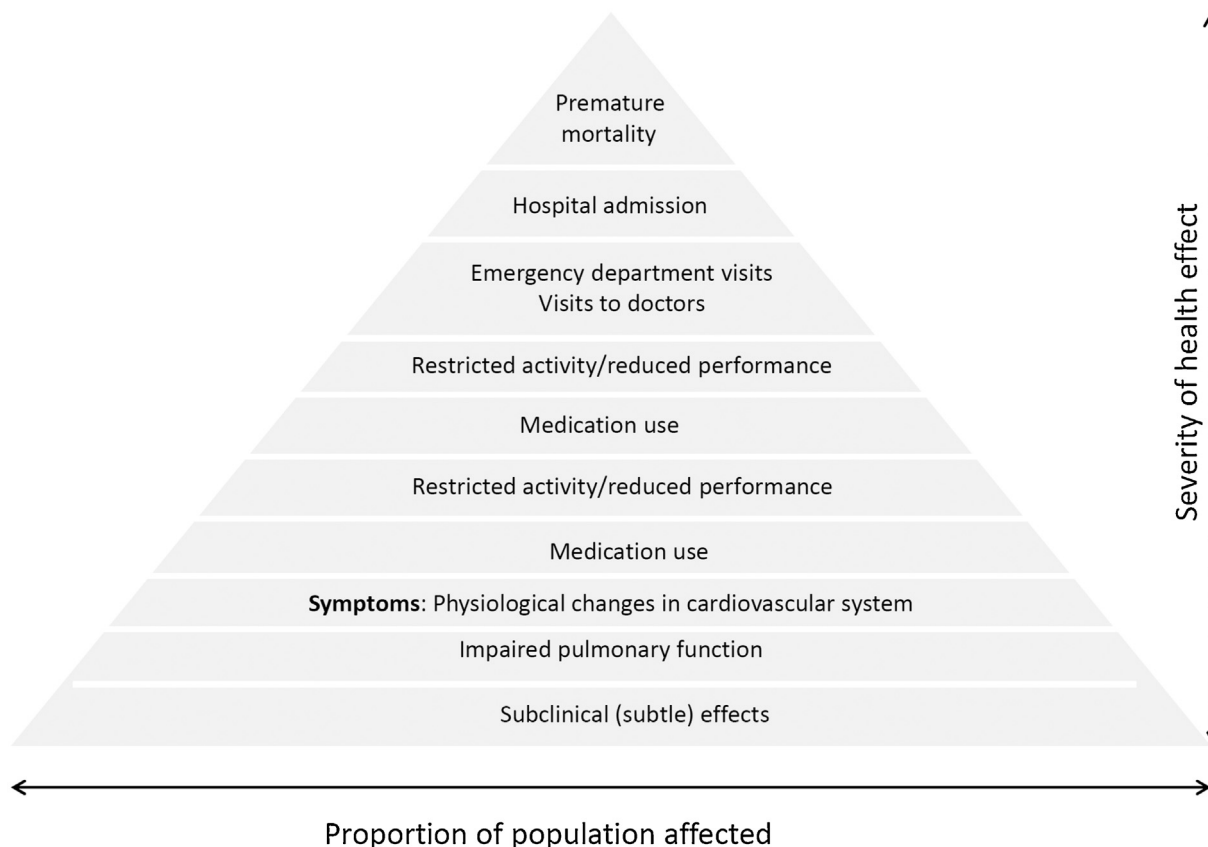 Premature
mortality
Hospital admission
Emergency department visits
Visits to doctors
Restricted activity/reduced performance
Medication use
Restricted activity/reduced performance
Medication use
Symptoms: Physiological changes in cardiovascular system
Impaired pulmonary function
Subclinical (subtle) effects
Severity of health effect
Proportion of population affected